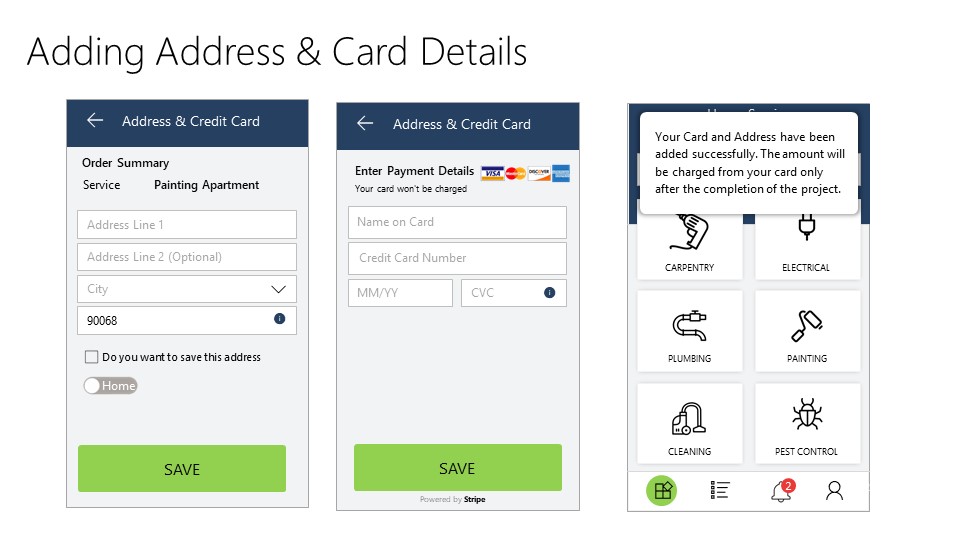 Adding Address & Card Details
Address & Credit Card
Order Summary
Service Painting Apartment
Address Line 1
Address Line 2 (Optional)
City
90068
Do you want to save this address
Home
SAVE
Address & Credit Card
Enter Payment Details VISA MasterCard DISCOVER
Your card won't be charged
Name on Card
Credit Card Number
MM/YY CVC
SAVE
Powered by Stripe
Your Card and Address have been
added successfully. The amount will
be charged from your card only
after the completion of the project.
CARPENTRY ELECTRICAL
PLUMBING PAINTING
CLEANING PEST CONTROL
2